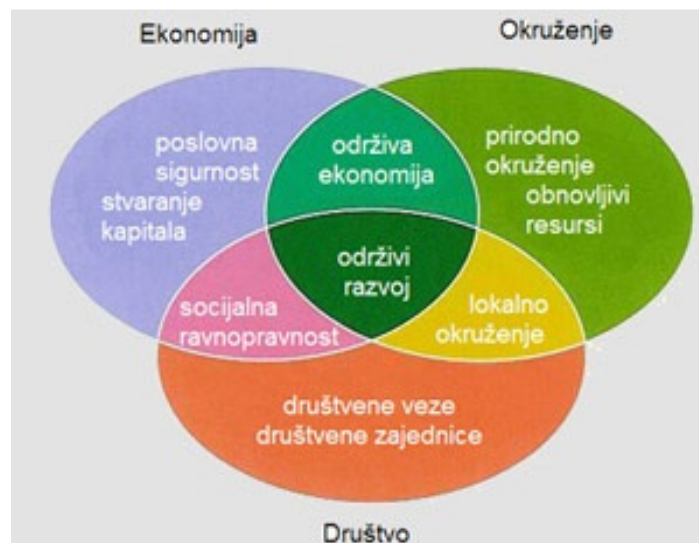 Ekonomija
Okruženje
poslovna
sigurnost
stvaranje
kapitala
održiva
ekonomija
prirodno
okruženje
obnovljivi
resursi
održivi
razvoj
socijalna
ravnopravnost
lokalno
okruženje
društvene veze
društvene zajednice
Društvo